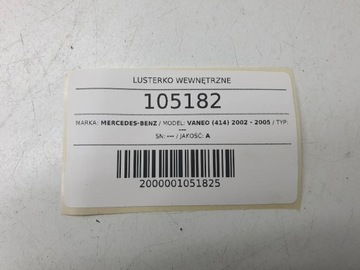 LUSTERKO WEWNĘTRZNE
105182
MARKA: MERCEDES-BENZ / MODEL: VANEO (414) 2002 - 2005 / TYP:
---
SN: --- / JAKOŚĆ: A
2000001051825